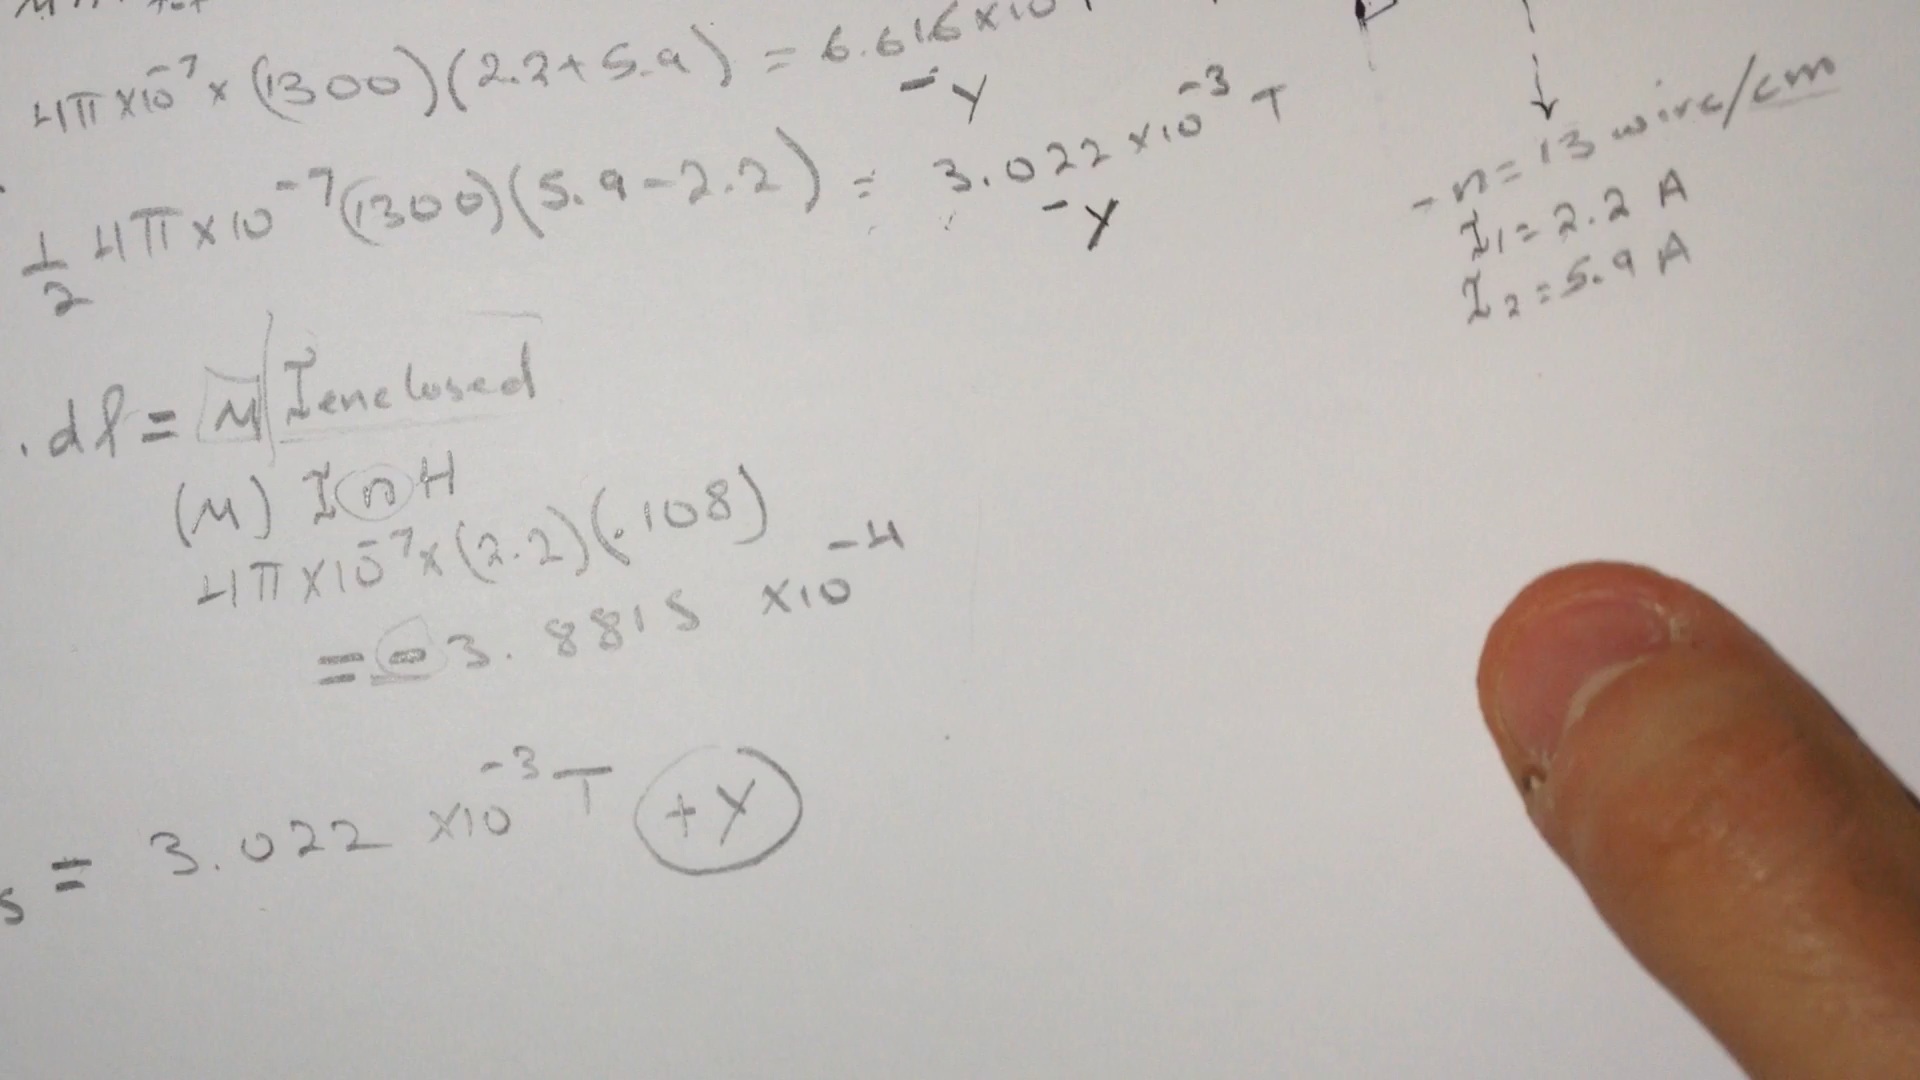 4π×10⁻⁷×(1300)(2.2+5.9) = 6.616×10
-y
½ 4π×10⁻⁷(1300)(5.9-2.2) = 3.022×10⁻³ T
-y
-n=13 wire/cm
I₁=2.2 A
I₂=5.9 A
.dl = μ Ienclosed
(μ) I n H
4π×10⁻⁷×(2.2)(.108)
= -3.8815 ×10⁻⁴
s = 3.022 ×10⁻³ T +y